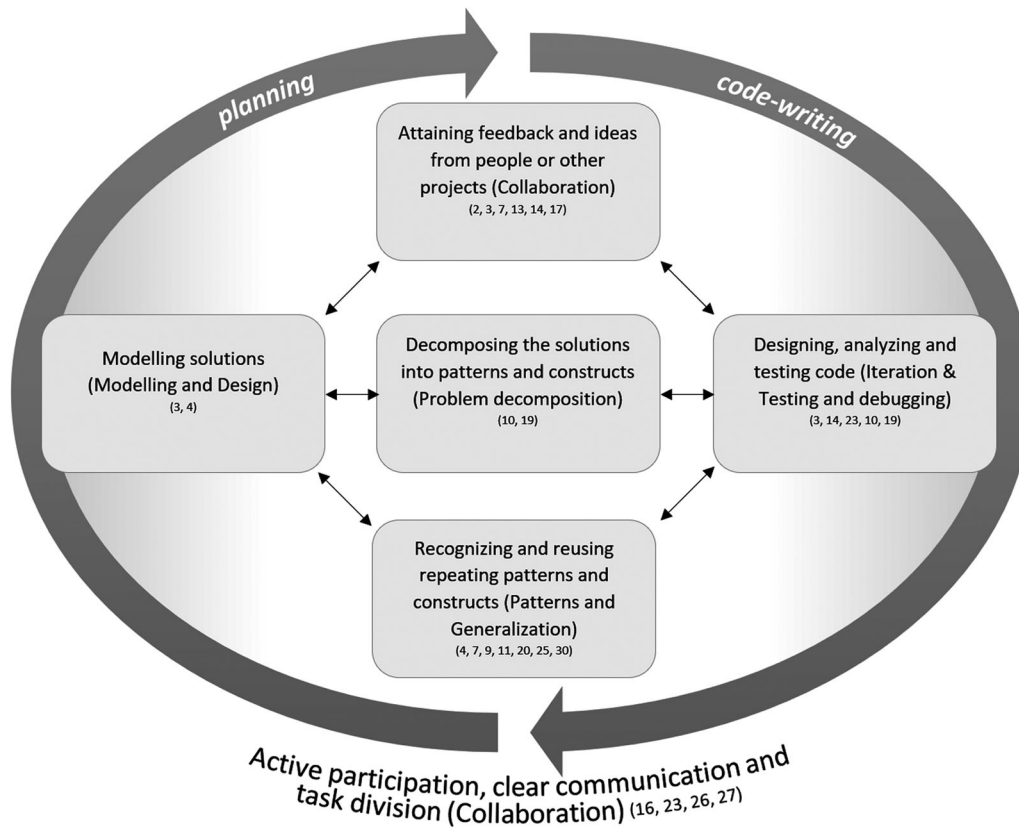 planning
code-writing
Attaining feedback and ideas
from people or other
projects (Collaboration)
(2, 3, 7, 13, 14, 17)
Modelling solutions
(Modelling and Design)
(3, 4)
Decomposing the solutions
into patterns and constructs
(Problem decomposition)
(10, 19)
Designing, analyzing and
testing code (Iteration &
Testing and debugging)
(3, 14, 23, 10, 19)
Recognizing and reusing
repeating patterns and
constructs (Patterns and
Generalization)
(4, 7, 9, 11, 20, 25, 30)
Active participation, clear communication and
task division (Collaboration) (16, 23, 26, 27)